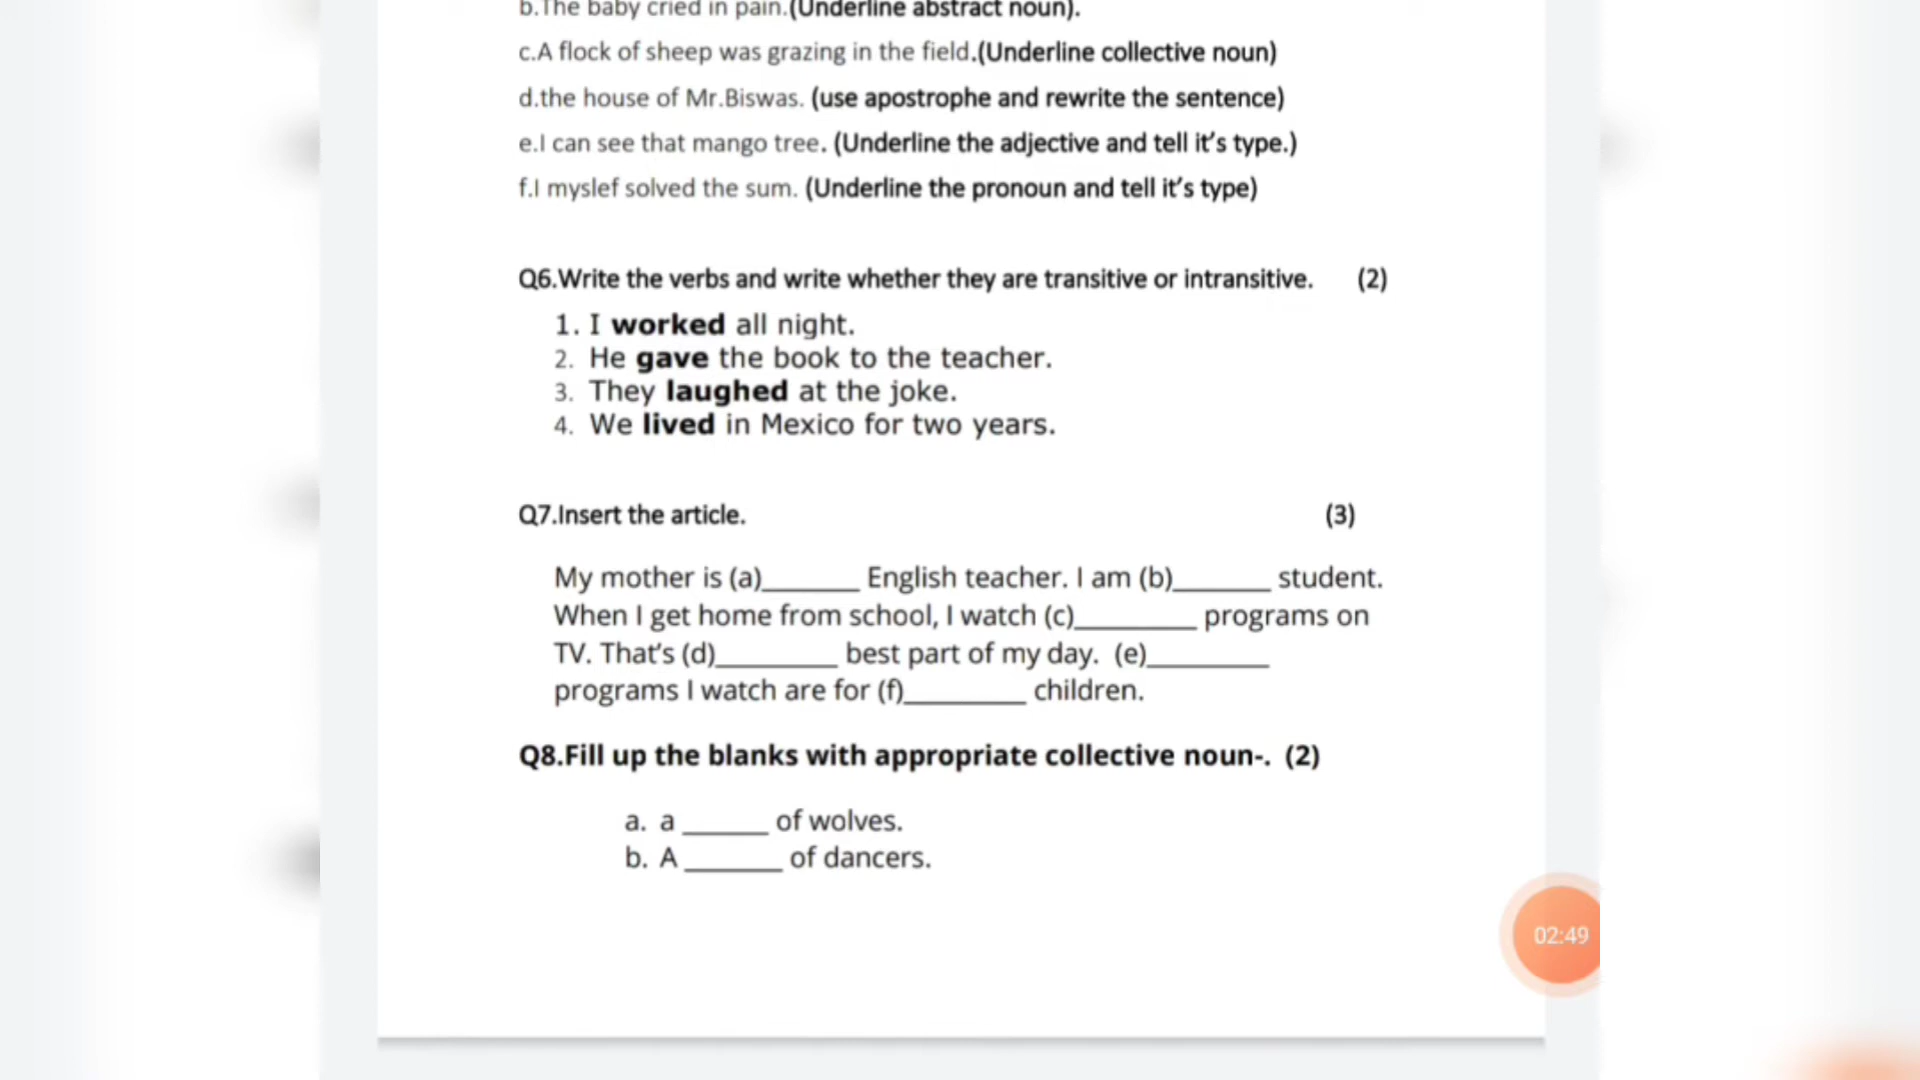 b.The baby cried in pain.(Underline abstract noun).
c.A flock of sheep was grazing in the field.(Underline collective noun)
d.the house of Mr.Biswas. (use apostrophe and rewrite the sentence)
e.I can see that mango tree. (Underline the adjective and tell it's type.)
f.I myslef solved the sum. (Underline the pronoun and tell it's type)
Q6.Write the verbs and write whether they are transitive or intransitive. (2)
1. I worked all night.
2. He gave the book to the teacher.
3. They laughed at the joke.
4. We lived in Mexico for two years.
Q7.Insert the article. (3)
My mother is (a)______ English teacher. I am (b)______ student.
When I get home from school, I watch (c)________ programs on
TV. That's (d)________ best part of my day. (e)________
programs I watch are for (f)________ children.
Q8.Fill up the blanks with appropriate collective noun-. (2)
a. a ______ of wolves.
b. A _______ of dancers.
02:49